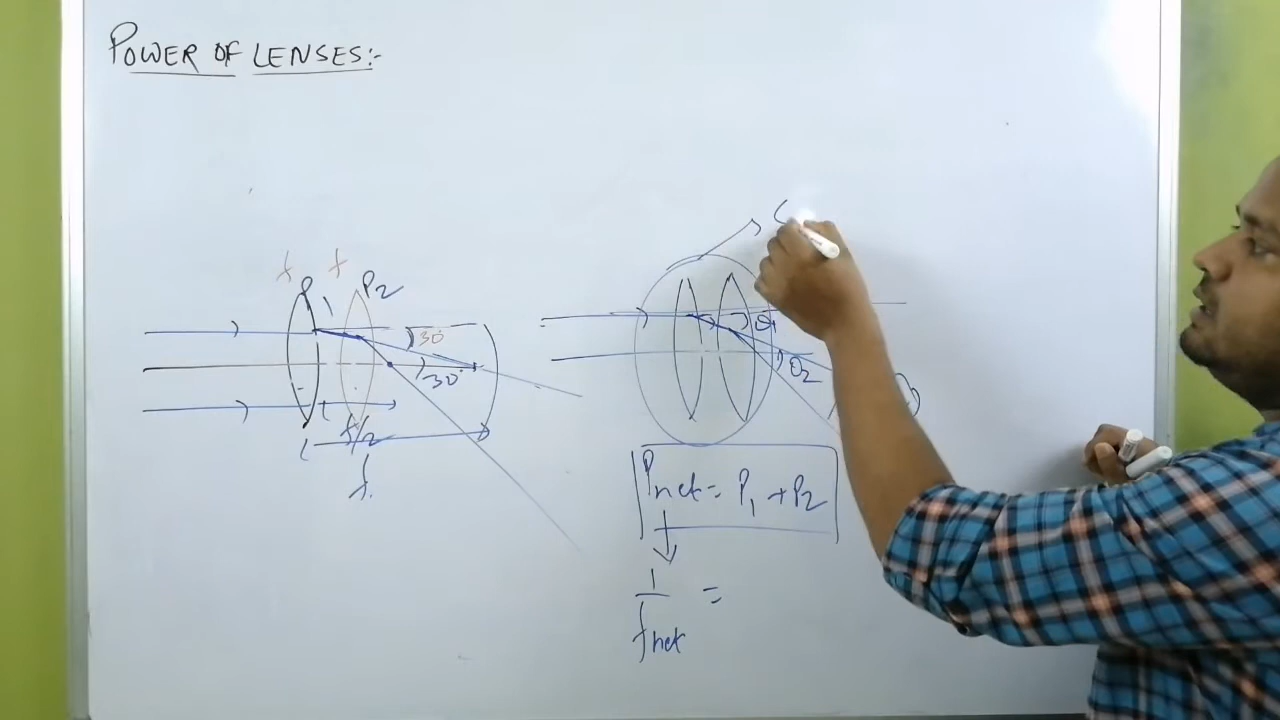 POWER OF LENSES:-
f f
P1 P2
30°
30°
f/2
f.
θ1
θ2
Pnet = P1 + P2
1/fnet =